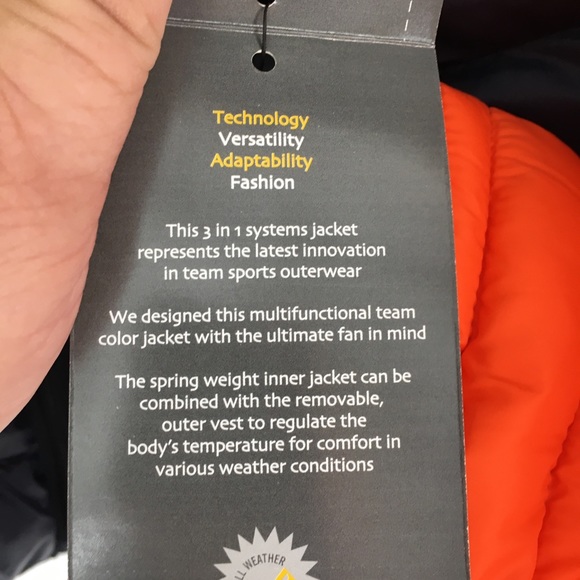 Technology
Versatility
Adaptability
Fashion
This 3 in 1 systems jacket
represents the latest innovation
in team sports outerwear
We designed this multifunctional team
color jacket with the ultimate fan in mind
The spring weight inner jacket can be
combined with the removable,
outer vest to regulate the
body's temperature for comfort in
various weather conditions
WEATHER